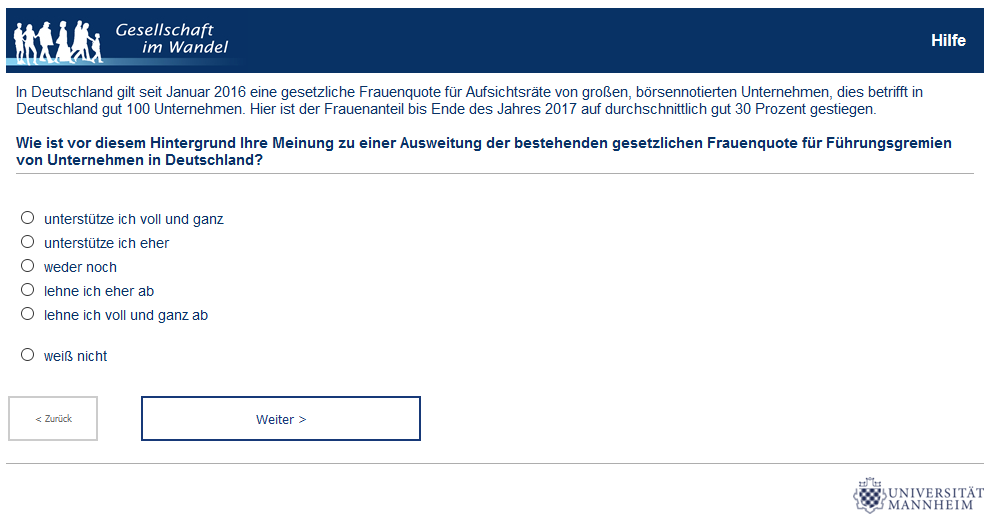 Gesellschaft
im Wandel
Hilfe
In Deutschland gilt seit Januar 2016 eine gesetzliche Frauenquote für Aufsichtsräte von großen, börsennotierten Unternehmen, dies betrifft in
Deutschland gut 100 Unternehmen. Hier ist der Frauenanteil bis Ende des Jahres 2017 auf durchschnittlich gut 30 Prozent gestiegen.
Wie ist vor diesem Hintergrund Ihre Meinung zu einer Ausweitung der bestehenden gesetzlichen Frauenquote für Führungsgremien
von Unternehmen in Deutschland?
unterstütze ich voll und ganz
unterstütze ich eher
weder noch
lehne ich eher ab
lehne ich voll und ganz ab
weiß nicht
< Zurück
Weiter >
UNIVERSITÄT
MANNHEIM